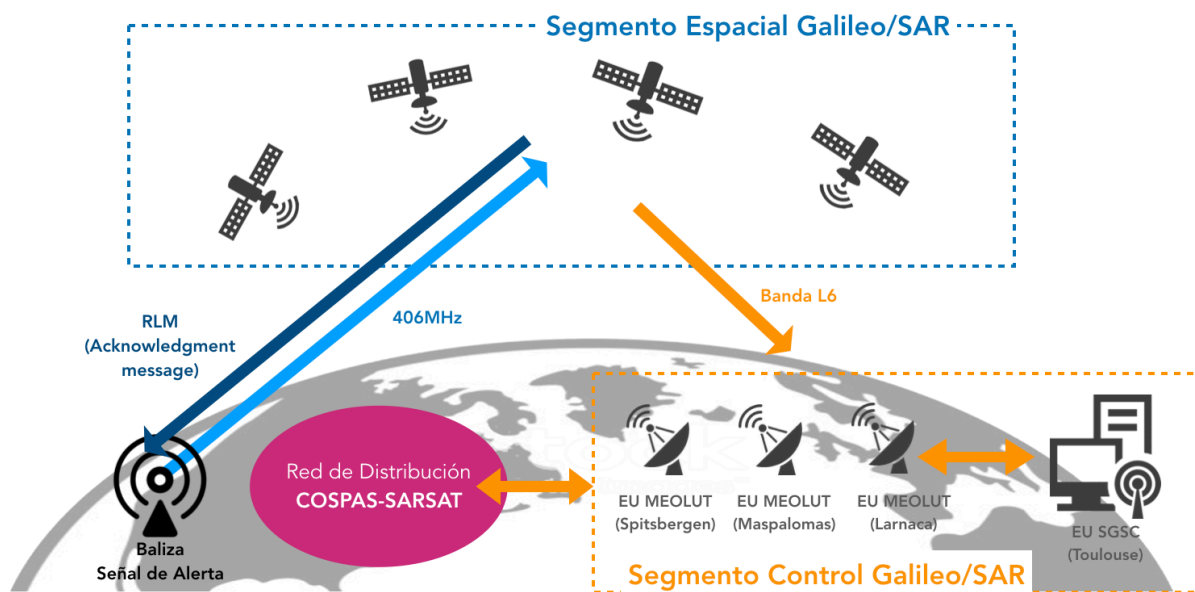 Segmento Espacial Galileo/SAR
RLM
(Acknowledgment
message)
406MHz
Banda L6
Red de Distribución
COSPAS-SARSAT
Baliza
Señal de Alerta
EU MEOLUT
(Spitsbergen)
EU MEOLUT
(Maspalomas)
EU MEOLUT
(Larnaca)
EU SGSC
(Toulouse)
Segmento Control Galileo/SAR